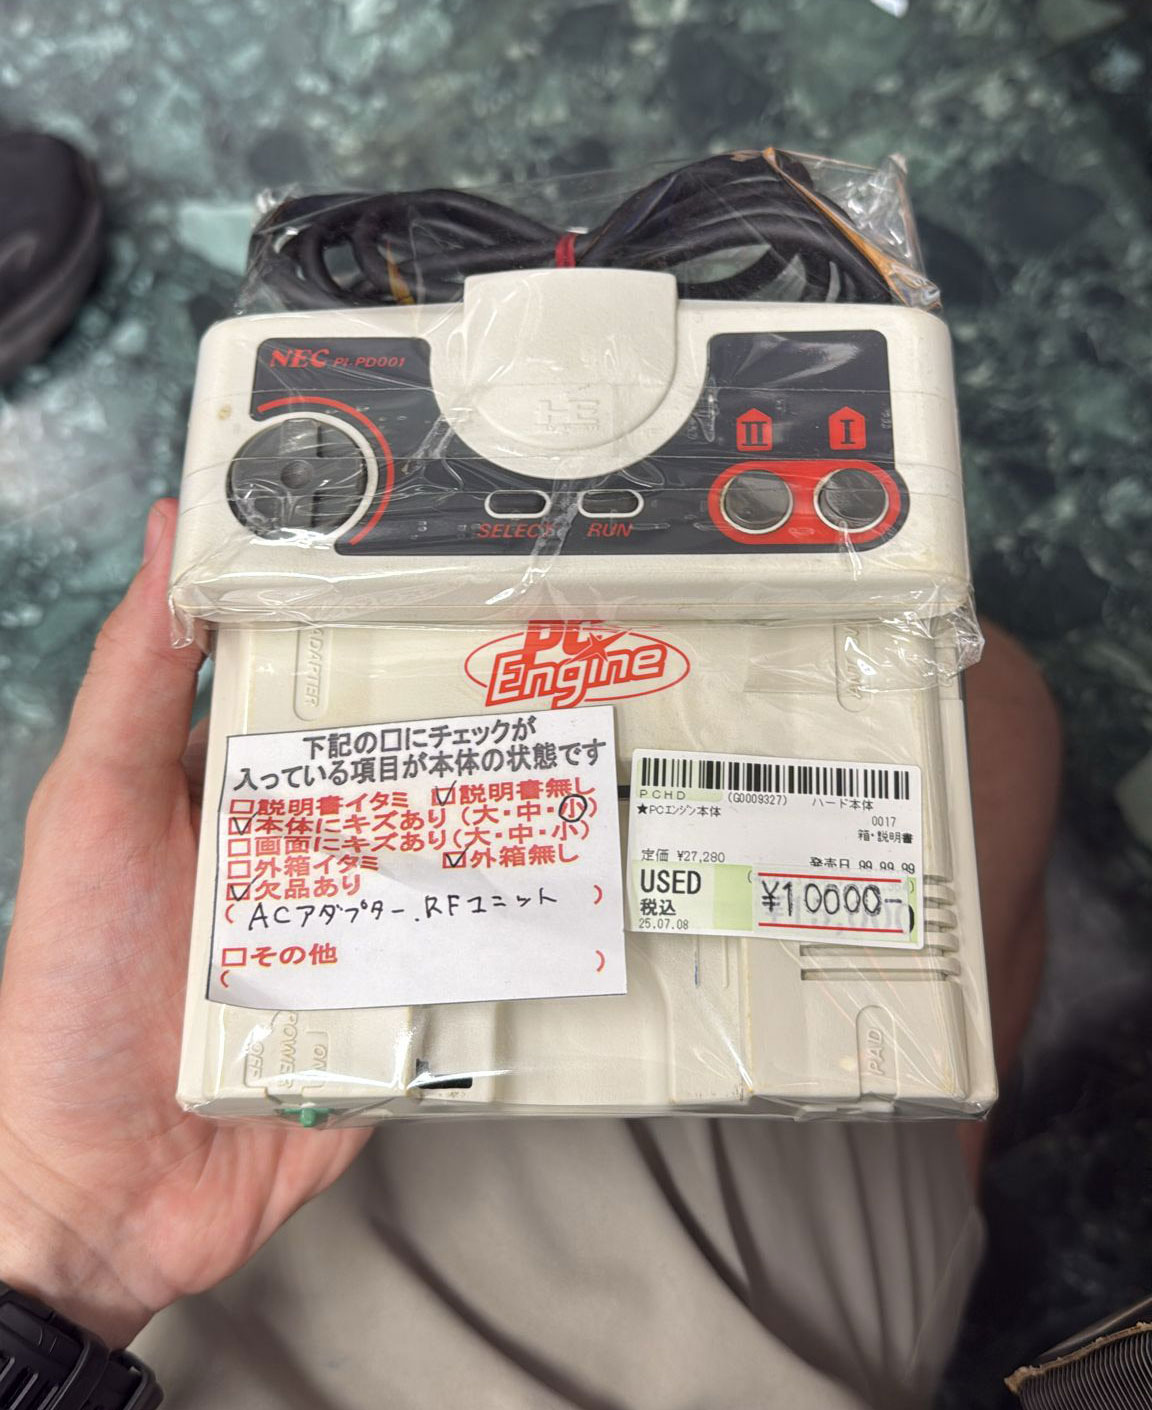 NEC PI-PD001
II
I
SELECT
RUN
PC
Engine
ADAPTER
下記の口にチェックが
入っている項目が本体の状態です
□説明書イタミ ☑説明書無し
☑本体にキズあり(大・中・小)
□画面にキズあり(大・中・小)
□外箱イタミ ☑外箱無し
☑欠品あり
( ACアダプター.RFユニット )
□その他
( )
PCHD (G0009327) ハード本体
★PCエンジン本体
0017
箱・説明書
定価 ¥27,280
発売日 99.99.99
USED
税込
¥10000-
25.07.08
OFF
POWER
ON
PAD